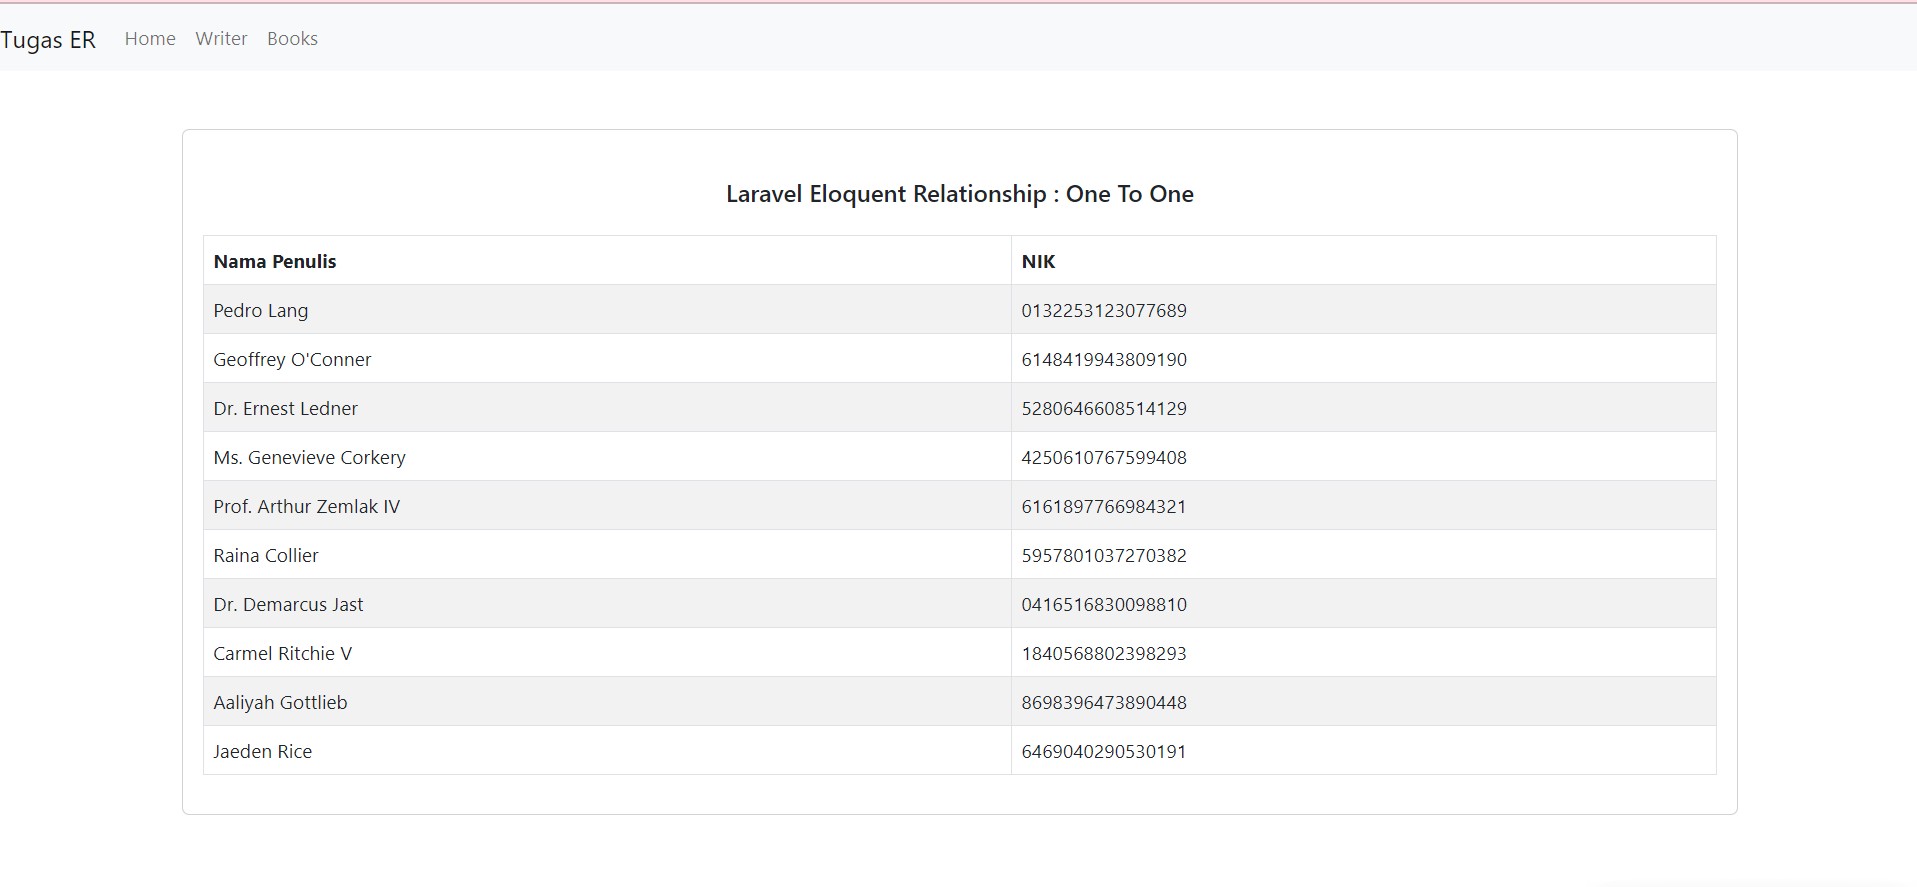 Tugas ER Home Writer Books
Laravel Eloquent Relationship : One To One
Nama Penulis NIK
Pedro Lang 0132253123077689
Geoffrey O'Conner 6148419943809190
Dr. Ernest Ledner 5280646608514129
Ms. Genevieve Corkery 4250610767599408
Prof. Arthur Zemlak IV 6161897766984321
Raina Collier 5957801037270382
Dr. Demarcus Jast 0416516830098810
Carmel Ritchie V 1840568802398293
Aaliyah Gottlieb 8698396473890448
Jaeden Rice 6469040290530191